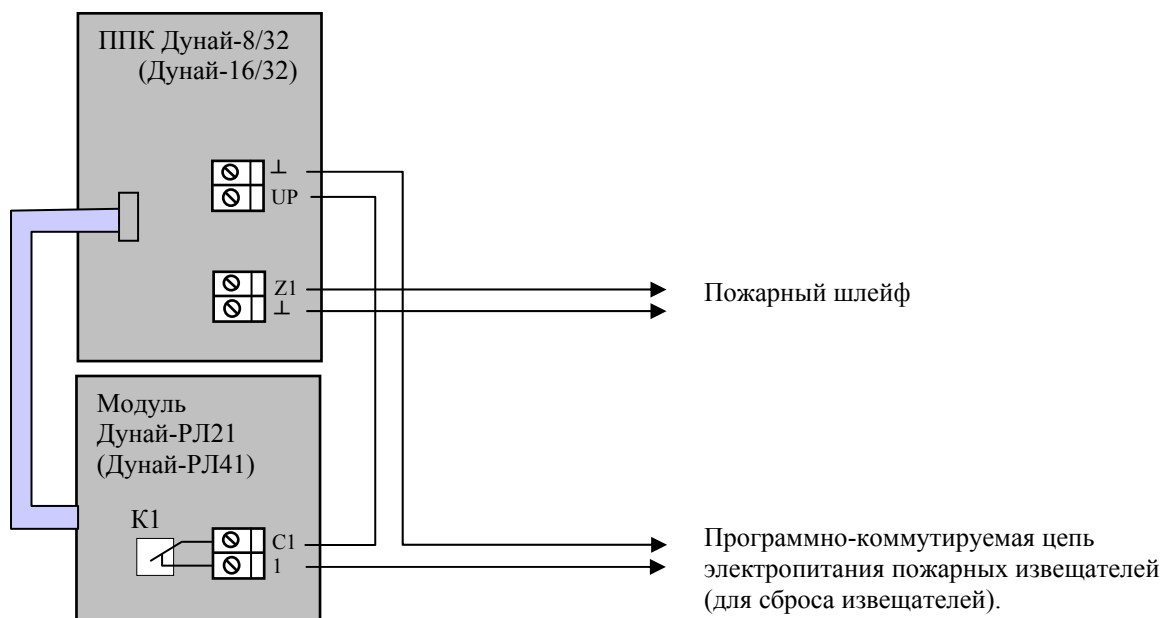 ППК Дунай-8/32
(Дунай-16/32)
⊥
UP
Z1
⊥
Пожарный шлейф
Модуль
Дунай-РЛ21
(Дунай-РЛ41)
К1
C1
1
Программно-коммутируемая цепь
электропитания пожарных извещателей
(для сброса извещателей).